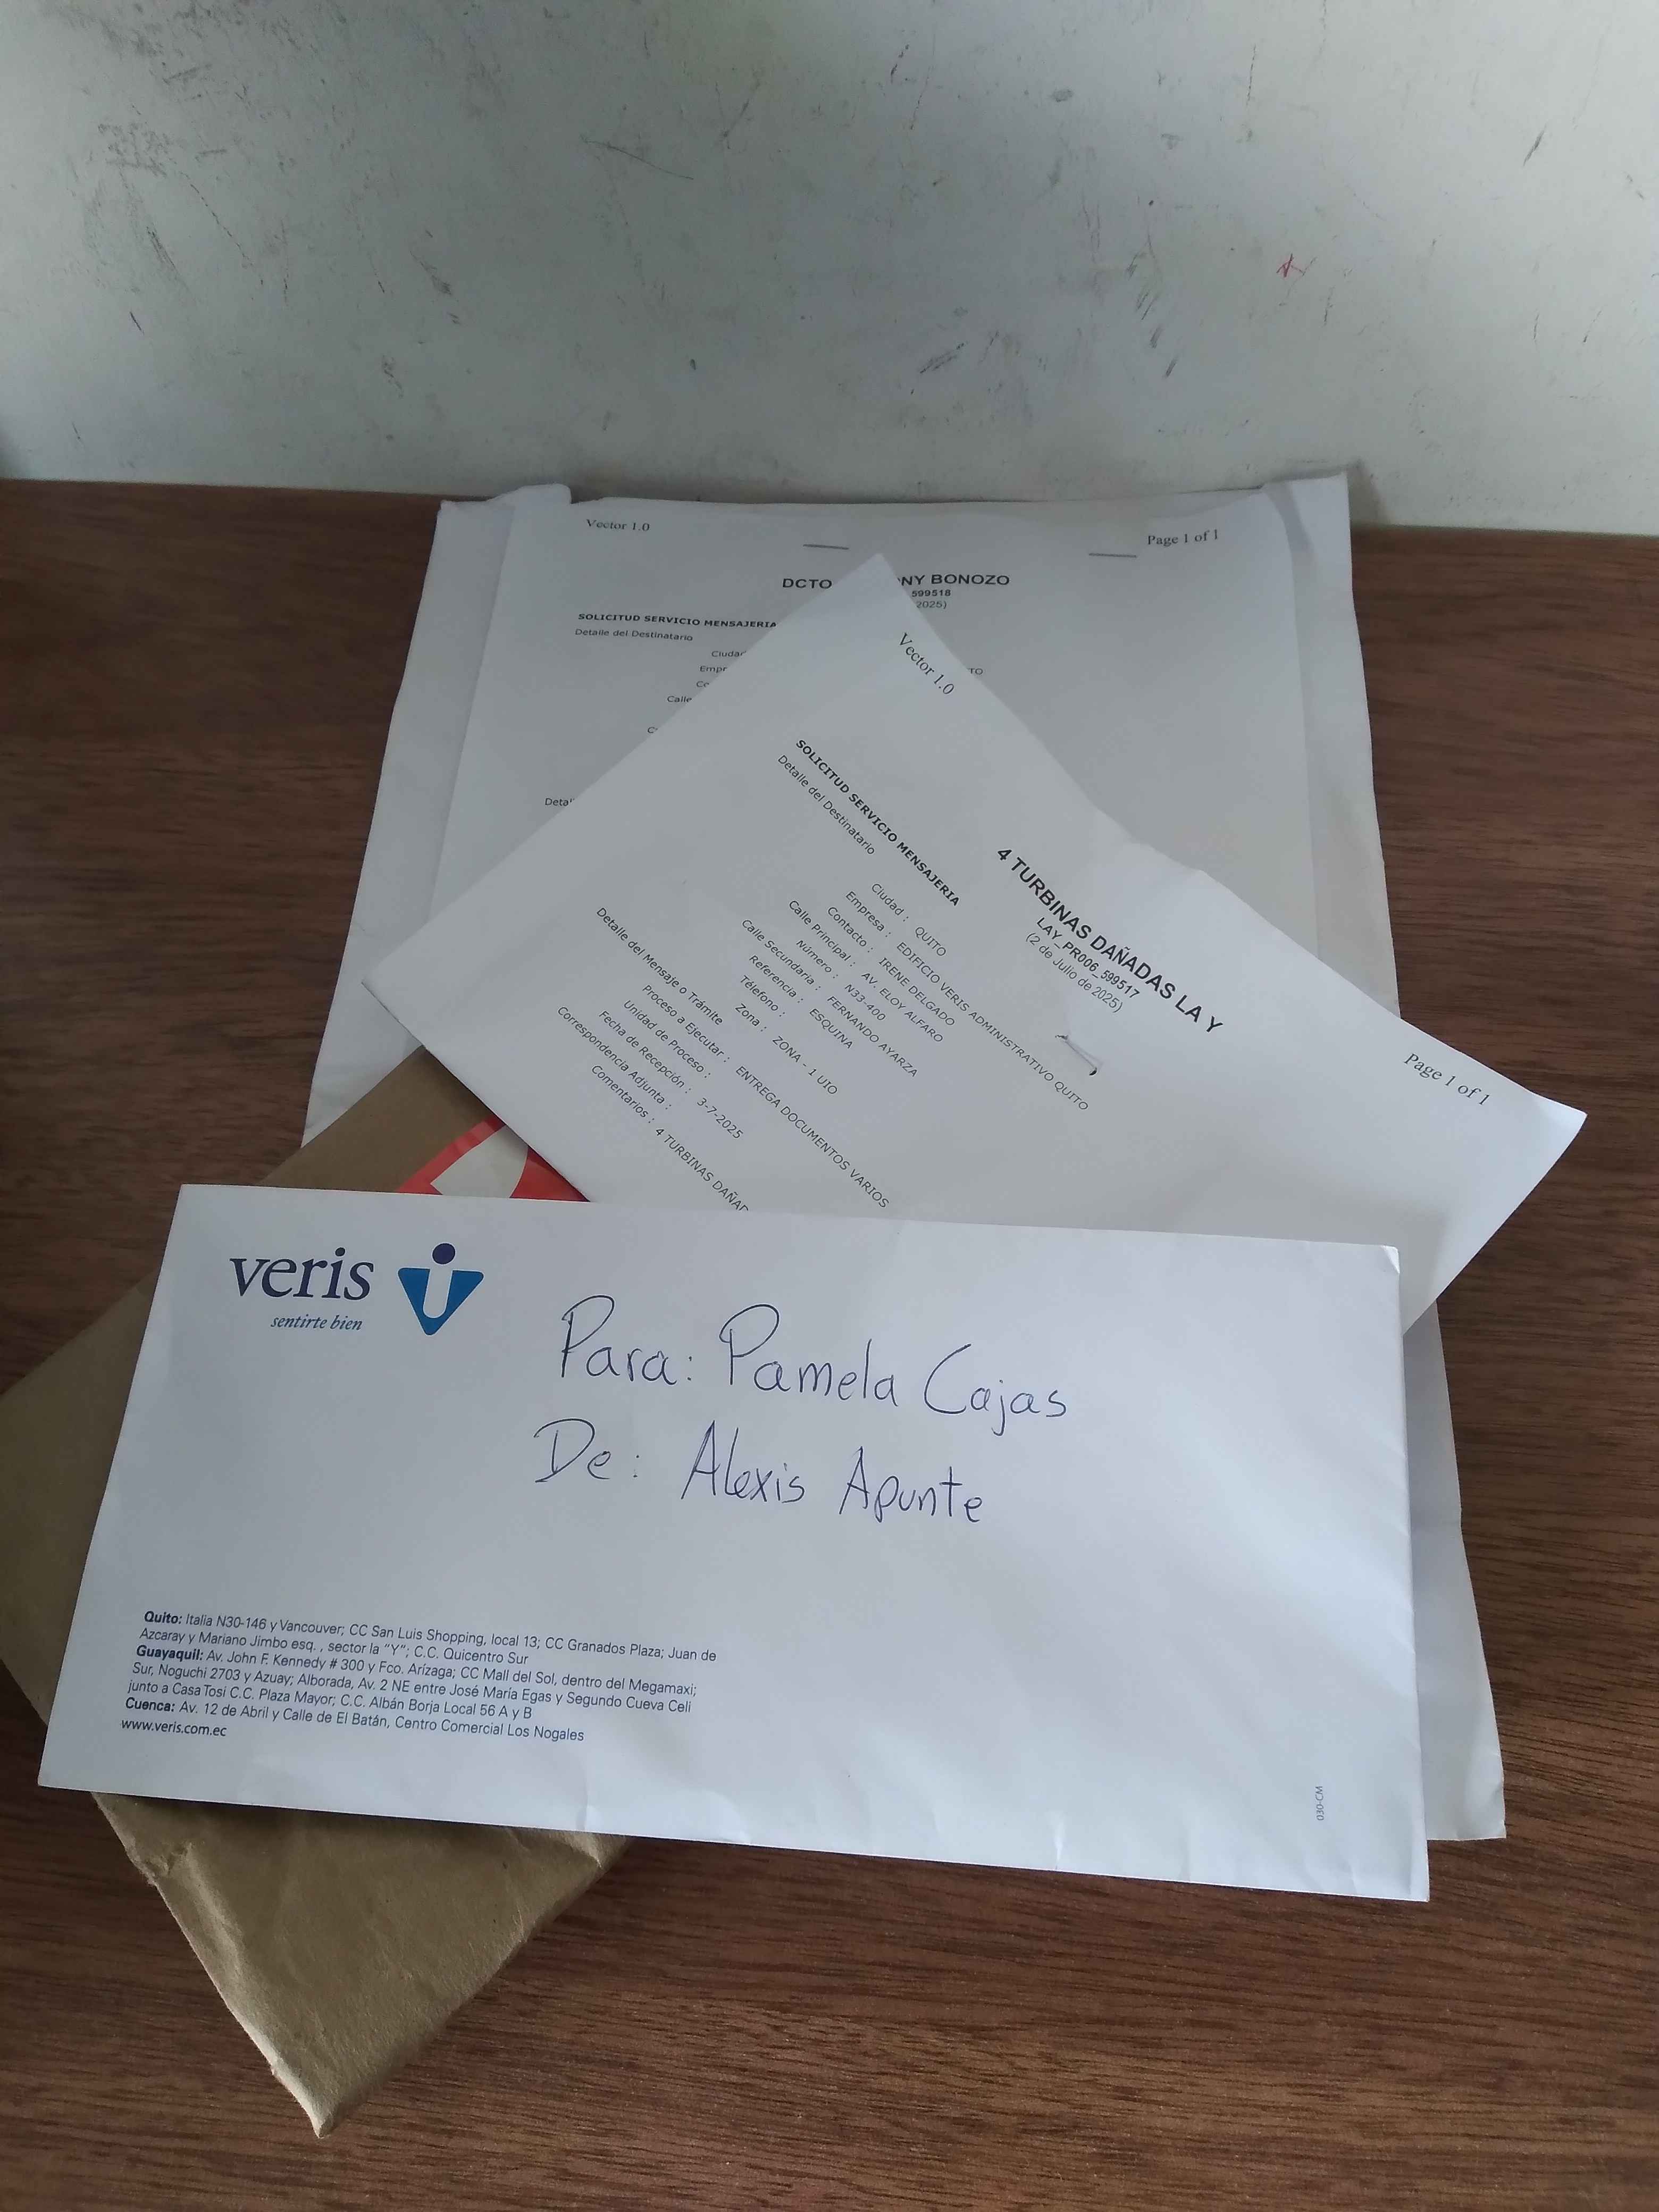 Vector 1.0
Page 1 of 1
DCTO NY BONOZO
599518
2025)
SOLICITUD SERVICIO MENSAJERIA
Detalle del Destinatario
Vector 1.0
Page 1 of 1
4 TURBINAS DAÑADAS LA Y
LAY_PR006_599517
(2 de Julio de 2025)
SOLICITUD SERVICIO MENSAJERIA
Detalle del Destinatario
Ciudad : QUITO
Empresa : EDIFICIO VERIS ADMINISTRATIVO QUITO
Contacto : IRENE DELGADO
Calle Principal : AV. ELOY ALFARO
Número : N33-400
Calle Secundaria : FERNANDO AYARZA
Referencia : ESQUINA
Télefono :
Zona : ZONA - 1 UIO
Detalle del Mensaje o Trámite
Proceso a Ejecutar : ENTREGA DOCUMENTOS VARIOS
Unidad de Proceso :
Fecha de Recepción : 3-7-2025
Correspondencia Adjunta :
Comentarios : 4 TURBINAS DAÑAD
veris
sentirte bien
Para: Pamela Cajas
De: Alexis Apunte
Quito: Italia N30-146 y Vancouver; CC San Luis Shopping, local 13; CC Granados Plaza; Juan de
Azcaray y Mariano Jimbo esq. , sector la "Y"; C.C. Quicentro Sur
Guayaquil: Av. John F. Kennedy # 300 y Fco. Arízaga; CC Mall del Sol, dentro del Megamaxi;
Sur, Noguchi 2703 y Azuay; Alborada, Av. 2 NE entre José María Egas y Segundo Cueva Celi
junto a Casa Tosi C.C. Plaza Mayor; C.C. Albán Borja Local 56 A y B
Cuenca: Av. 12 de Abril y Calle de El Batán, Centro Comercial Los Nogales
www.veris.com.ec
030-CM